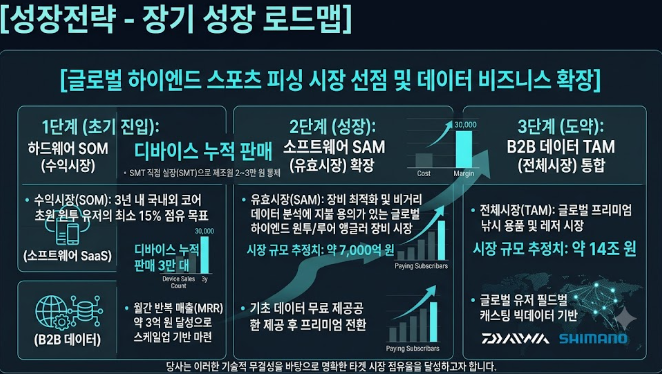 [성장전략 - 장기 성장 로드맵]
[글로벌 하이엔드 스포츠 피싱 시장 선점 및 데이터 비즈니스 확장]
1단계 (초기 진입):
하드웨어 SOM
(수익시장)
디바이스 누적 판매
• SMT 직접 실장(SMT)으로 제조원 2~3만 원 통제
• 수익시장(SOM): 3년 내 국내외 코어
초원 원투 유저의 최소 15% 점유 목표
(소프트웨어 SaaS)
디바이스 누적
판매 3만 대
30,000
Device Sales
Count
3y
(B2B 데이터)
• 월간 반복 매출(MRR)
약 3억 원 달성으로
스케일업 기반 마련
2단계 (성장):
소프트웨어 SAM
(유효시장) 확장
30,000
Cost
Margin
• 유효시장(SAM): 장비 최적화 및 비거리
데이터 분석에 지불 용의가 있는 글로벌
하이엔드 원투/루어 앵글러 장비 시장
시장 규모 추정치: 약 7,000억 원
Paying Subscribers
• 기초 데이터 무료 제공공
환 제공 후 프리미엄 전환
Paying Subscribers
3단계 (도약):
B2B 데이터 TAM
(전체시장) 통합
• 전체시장(TAM): 글로벌 프리미엄
낚시 용품 및 레저 시장
시장 규모 추정치: 약 14조 원
• 글로벌 유저 필드별
캐스팅 빅데이터 기반
DAIWA
SHIMANO
당사는 이러한 기술적 무결성을 바탕으로 명확한 타겟 시장 점유율을 달성하고자 합니다.